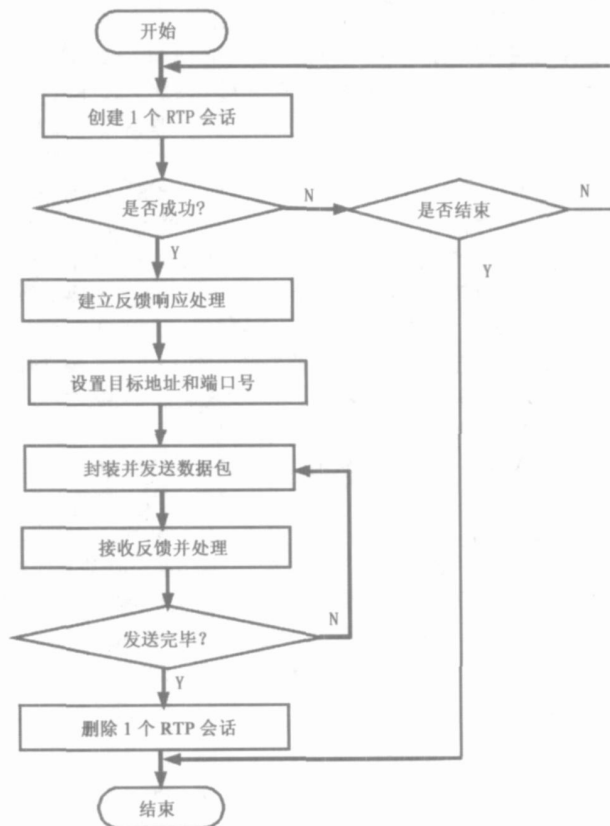 开始
创建 1 个 RTP 会话
是否成功?
N
是否结束
N
Y
Y
建立反馈响应处理
设置目标地址和端口号
封装并发送数据包
接收反馈并处理
N
发送完毕?
Y
删除 1 个 RTP 会话
结束